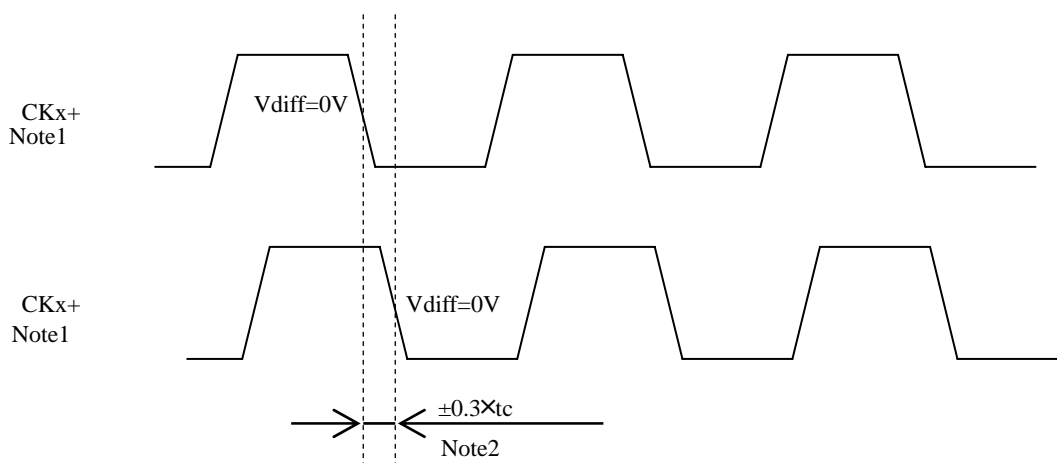 Vdiff=0V
CKx+
Note1
Vdiff=0V
CKx+
Note1
±0.3×tc
Note2